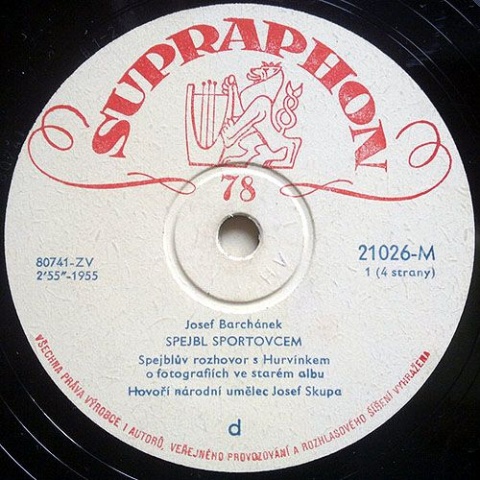 SUPRAPHON
78
80741-ZV
2'55"-1955
21026-M
1 (4 strany)
Josef Barchánek
SPEJBL SPORTOVCEM
Spejblův rozhovor s Hurvínkem
o fotografiích ve starém albu
Hovoří národní umělec Josef Skupa
d
VŠECHNA PRÁVA VÝROBCE I AUTORŮ, VEŘEJNÉHO PROVOZOVÁNÍ A ROZHLASOVÉHO ŠÍŘENÍ VYHRAŽENA